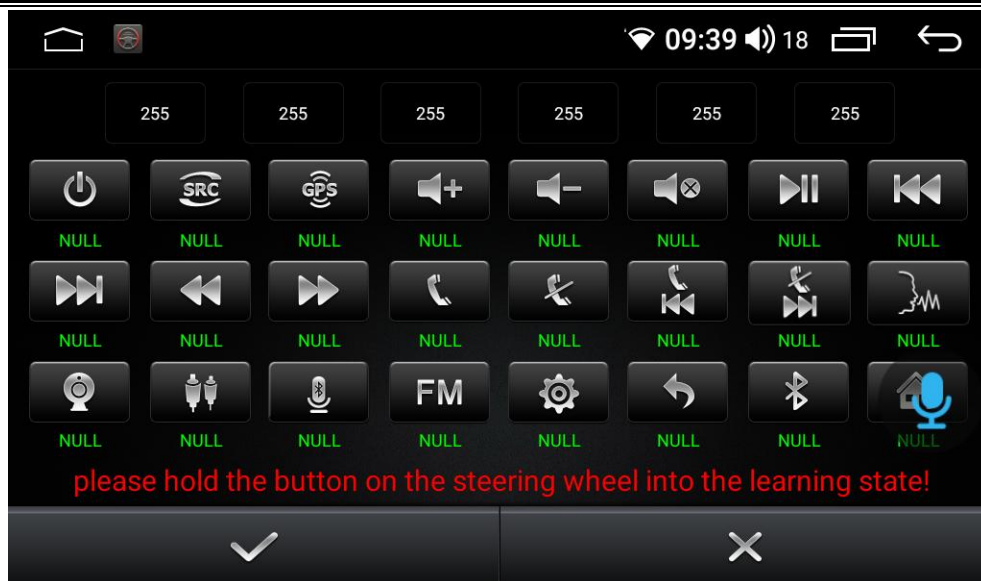 09:39 18
255 255 255 255 255 255
SRC GPS
NULL NULL NULL NULL NULL NULL NULL NULL
NULL NULL NULL NULL NULL NULL NULL NULL
FM
NULL NULL NULL NULL NULL NULL NULL NULL
please hold the button on the steering wheel into the learning state!